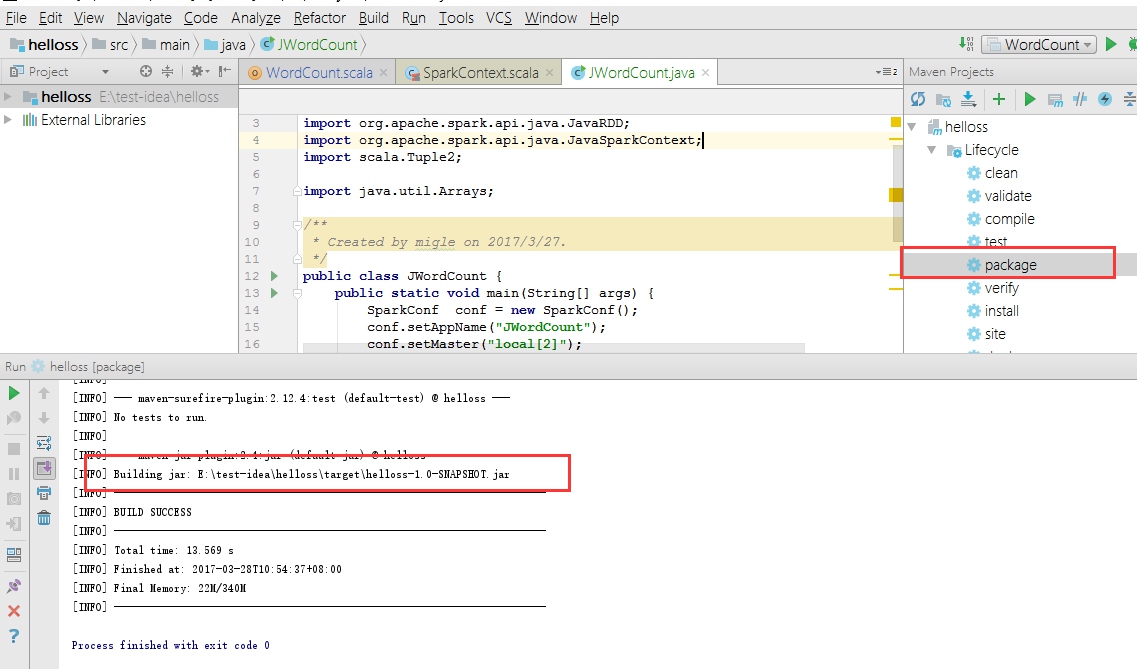 File Edit View Navigate Code Analyze Refactor Build Run Tools VCS Window Help
helloss src main java JWordCount WordCount
Project WordCount.scala SparkContext.scala JWordCount.java 2 Maven Projects
helloss E:\test-idea\helloss
External Libraries
3 import org.apache.spark.api.java.JavaRDD;
4 import org.apache.spark.api.java.JavaSparkContext;
5 import scala.Tuple2;
6
7 import java.util.Arrays;
8
9 /**
10 * Created by migle on 2017/3/27.
11 */
12 public class JWordCount {
13 public static void main(String[] args) {
14 SparkConf conf = new SparkConf();
15 conf.setAppName("JWordCount");
16 conf.setMaster("local[2]");
helloss
Lifecycle
clean
validate
compile
test
package
verify
install
site
Run helloss [package]
[INFO]
[INFO] --- maven-surefire-plugin:2.12.4:test (default-test) @ helloss ---
[INFO] No tests to run.
[INFO]
maven-jar-plugin:2.4:jar (default-jar) @ helloss
[INFO] Building jar: E:\test-idea\helloss\target\helloss-1.0-SNAPSHOT.jar
[INFO] ------------------------------------------------------------------------
[INFO] BUILD SUCCESS
[INFO] ------------------------------------------------------------------------
[INFO] Total time: 13.569 s
[INFO] Finished at: 2017-03-28T10:54:37+08:00
[INFO] Final Memory: 22M/340M
[INFO] ------------------------------------------------------------------------
Process finished with exit code 0